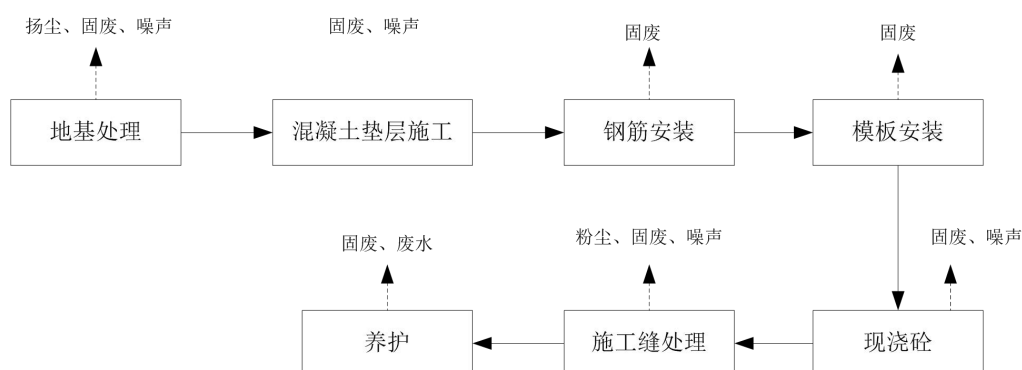 扬尘、固废、噪声
固废、噪声
固废
固废
地基处理
混凝土垫层施工
钢筋安装
模板安装
固废、废水
粉尘、固废、噪声
固废、噪声
养护
施工缝处理
现浇砼